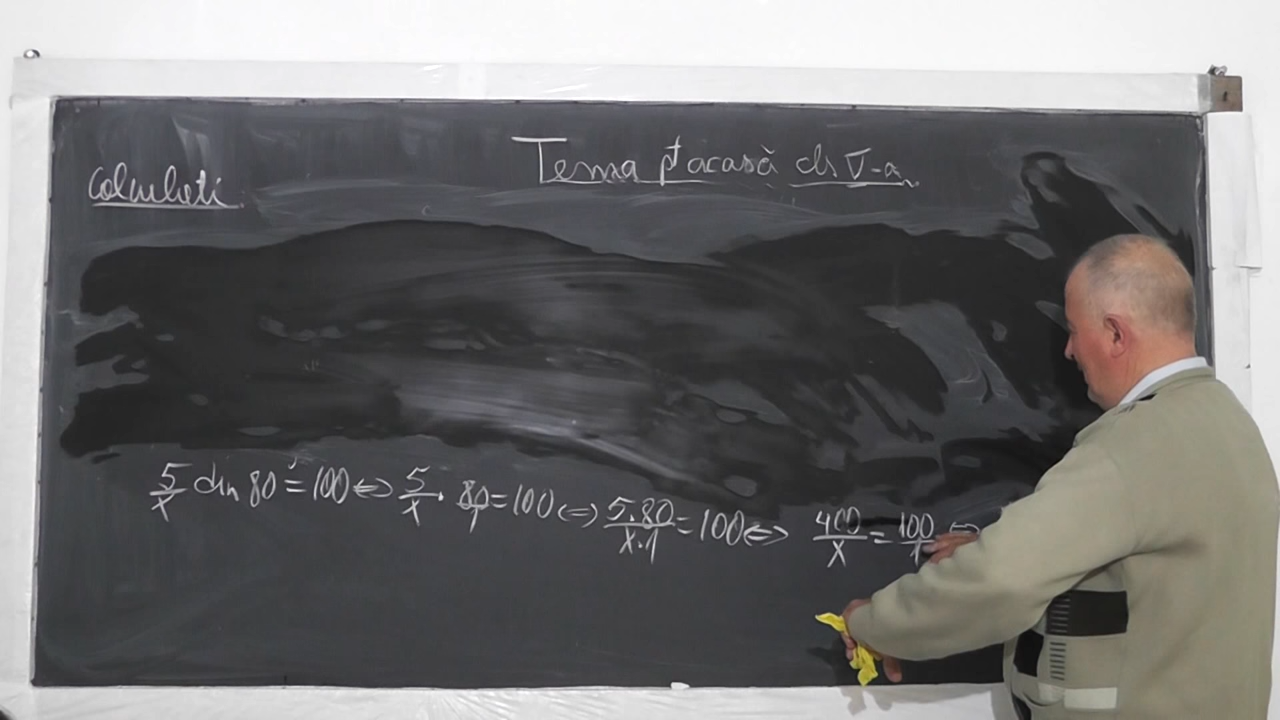 Tema pt acasă cls V-a
Calculați
5/x din 80 = 100 <=> 5/x . 80/1 = 100 <=> 5.80/x.1 = 100 <=> 400/x = 100/1 <=>